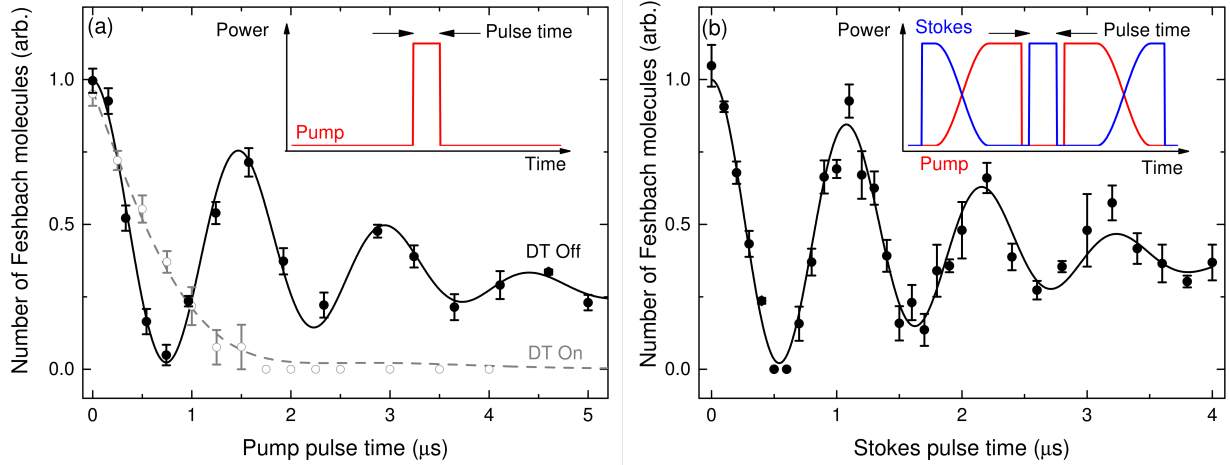 (a)
Power
Pulse time
Pump
Time
DT Off
DT On
Number of Feshbach molecules (arb.)
1.0
0.5
0.0
0 1 2 3 4 5
Pump pulse time (μs)
(b)
Power
Stokes
Pulse time
Pump
Time
Number of Feshbach molecules (arb.)
1.0
0.5
0.0
0 1 2 3 4
Stokes pulse time (μs)